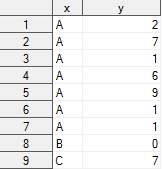 x y
1 A 2
2 A 7
3 A 1
4 A 6
5 A 9
6 A 1
7 A 1
8 B 0
9 C 7